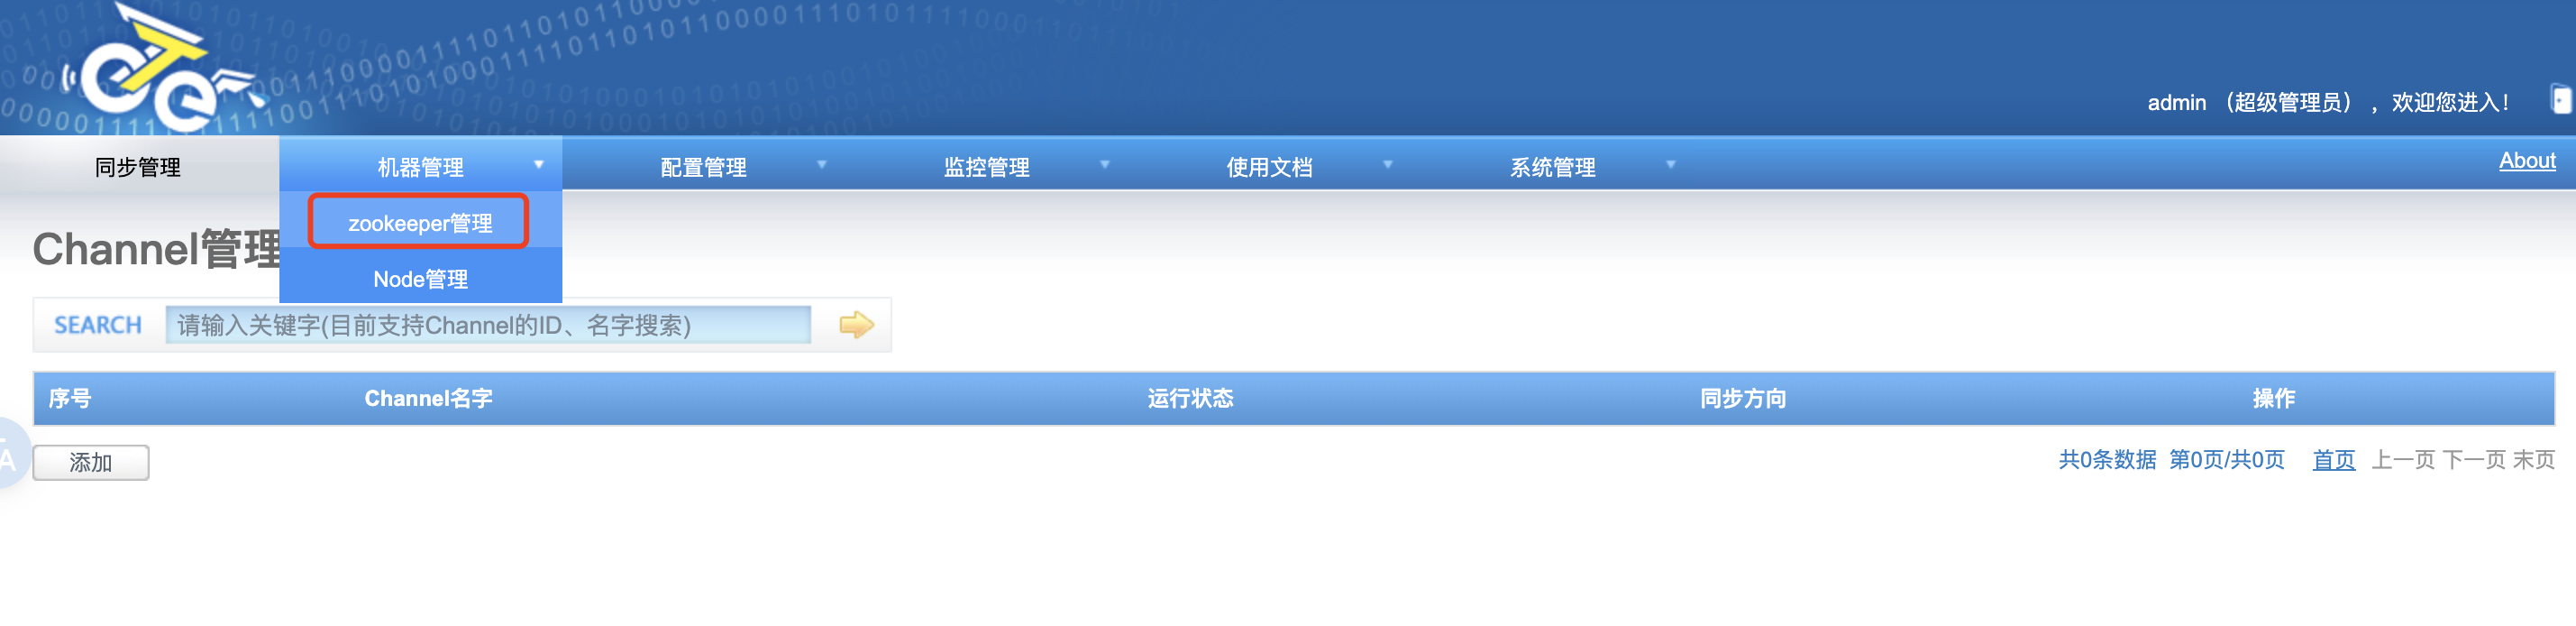 admin （超级管理员） ，欢迎您进入！
同步管理 机器管理 配置管理 监控管理 使用文档 系统管理 About
zookeeper管理
Channel管理
Node管理
SEARCH 请输入关键字(目前支持Channel的ID、名字搜索)
序号 Channel名字 运行状态 同步方向 操作
添加 共0条数据 第0页/共0页 首页 上一页 下一页 末页